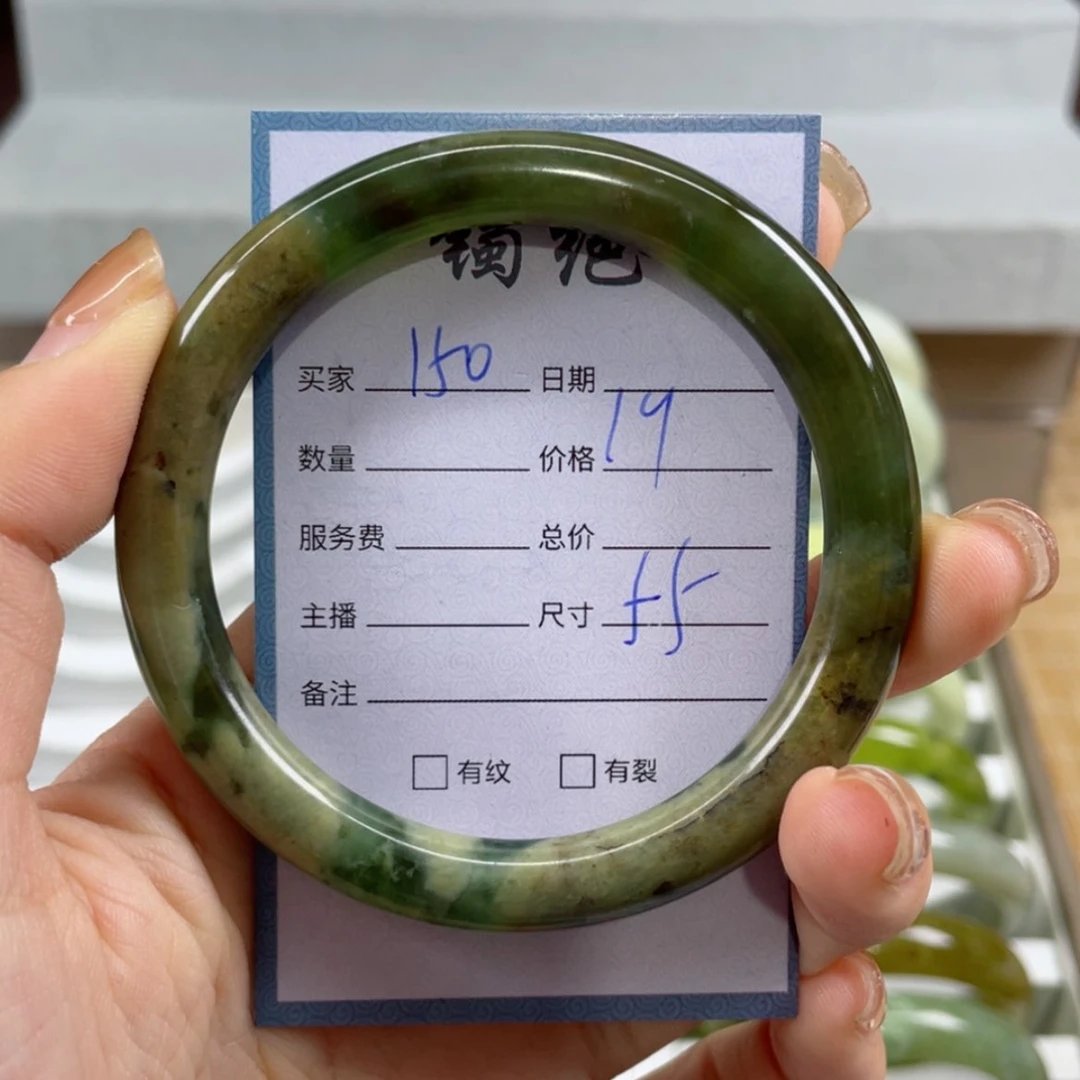 买家 150 日期
数量 价格 19
服务费 总价
主播 尺寸 55
备注
□有纹 □有裂